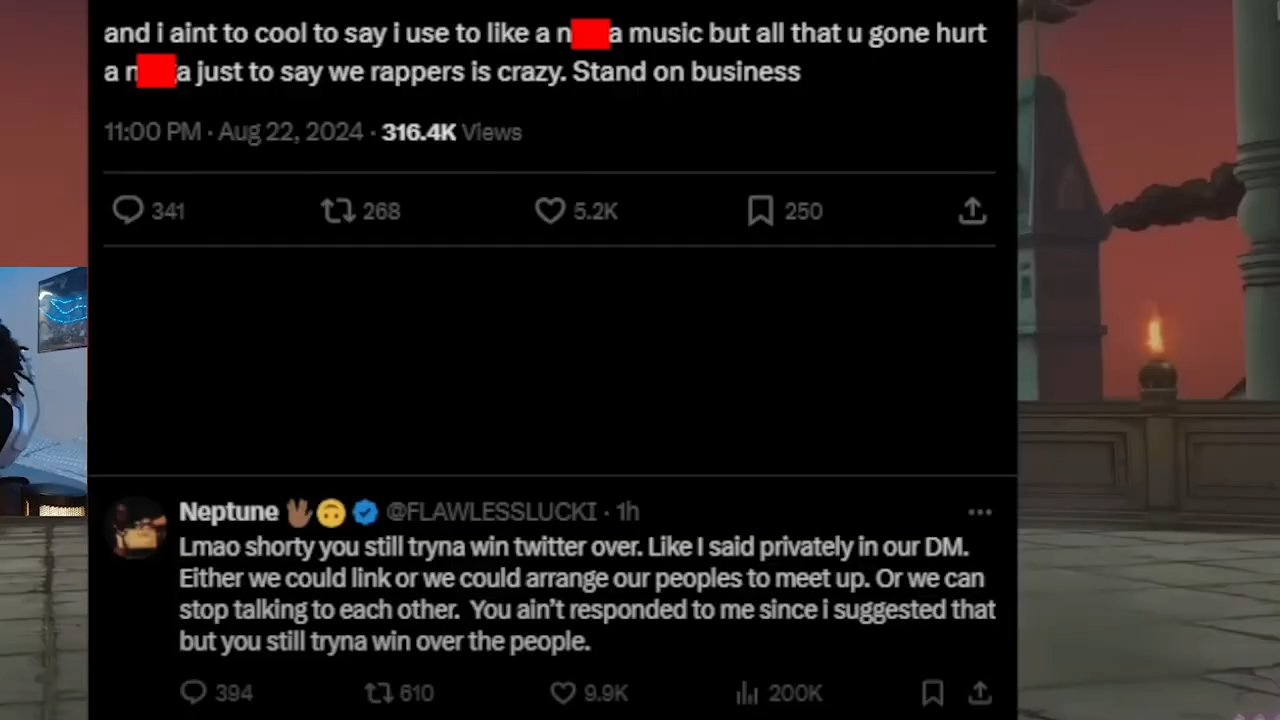 and i aint to cool to say i use to like a n a music but all that u gone hurt
a n a just to say we rappers is crazy. Stand on business
11:00 PM · Aug 22, 2024 · 316.4K Views
341 268 5.2K 250
Neptune 🖖🏾🙃 @FLAWLESSLUCKI · 1h
Lmao shorty you still tryna win twitter over. Like I said privately in our DM.
Either we could link or we could arrange our peoples to meet up. Or we can
stop talking to each other. You ain't responded to me since i suggested that
but you still tryna win over the people.
394 610 9.9K 200K